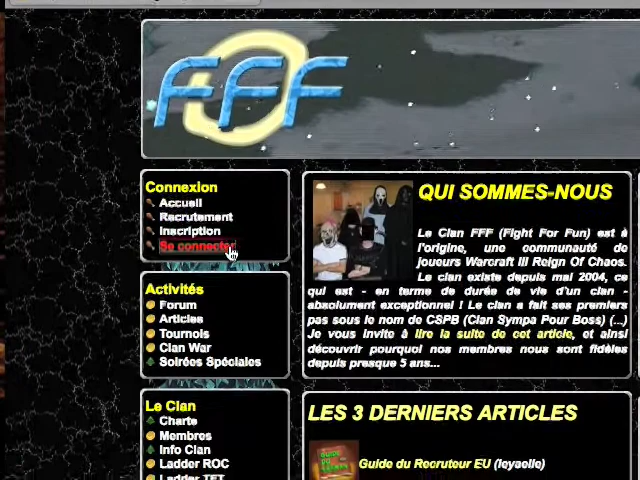 FFF
Connexion
Accueil
Recrutement
Inscription
Se connecter
Activités
Forum
Articles
Tournois
Clan War
Soirées Spéciales
Le Clan
Charte
Membres
Info Clan
Ladder ROC
Ladder TFT
QUI SOMMES-NOUS
Le Clan FFF (Fight For Fun) est à
l'origine, une communauté de
joueurs Warcraft III Reign Of Chaos.
Le clan existe depuis mai 2004, ce
qui est - en terme de durée de vie d'un clan -
absolument exceptionnel ! Le clan a fait ses premiers
pas sous le nom de CSPB (Clan Sympa Pour Boss) (...)
Je vous invite à lire la suite de cet article, et ainsi
découvrir pourquoi nos membres nous sont fidèles
depuis presque 5 ans...
LES 3 DERNIERS ARTICLES
Guide du Recruteur EU (leyaelle)